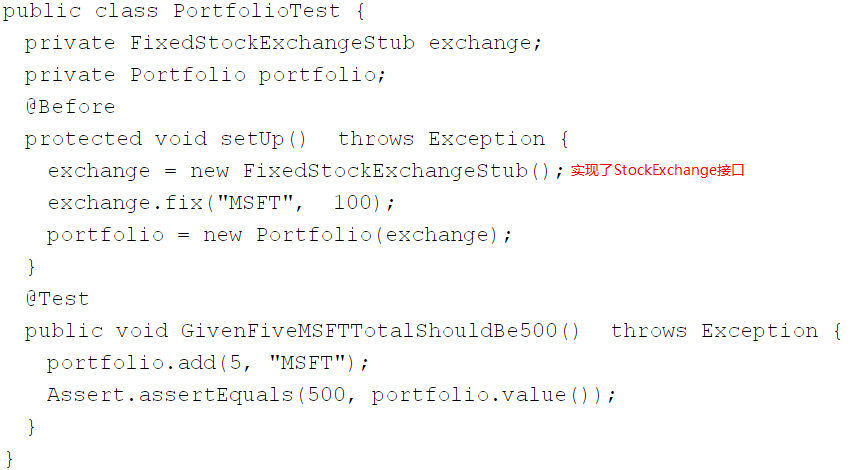 public class PortfolioTest {
private FixedStockExchangeStub exchange;
private Portfolio portfolio;
@Before
protected void setUp()  throws Exception {
exchange = new FixedStockExchangeStub(); 实现了StockExchange接口
exchange.fix("MSFT",  100);
portfolio = new Portfolio(exchange);
}
@Test
public void GivenFiveMSFTTotalShouldBe500()  throws Exception {
portfolio.add(5, "MSFT");
Assert.assertEquals(500, portfolio.value());
}
}